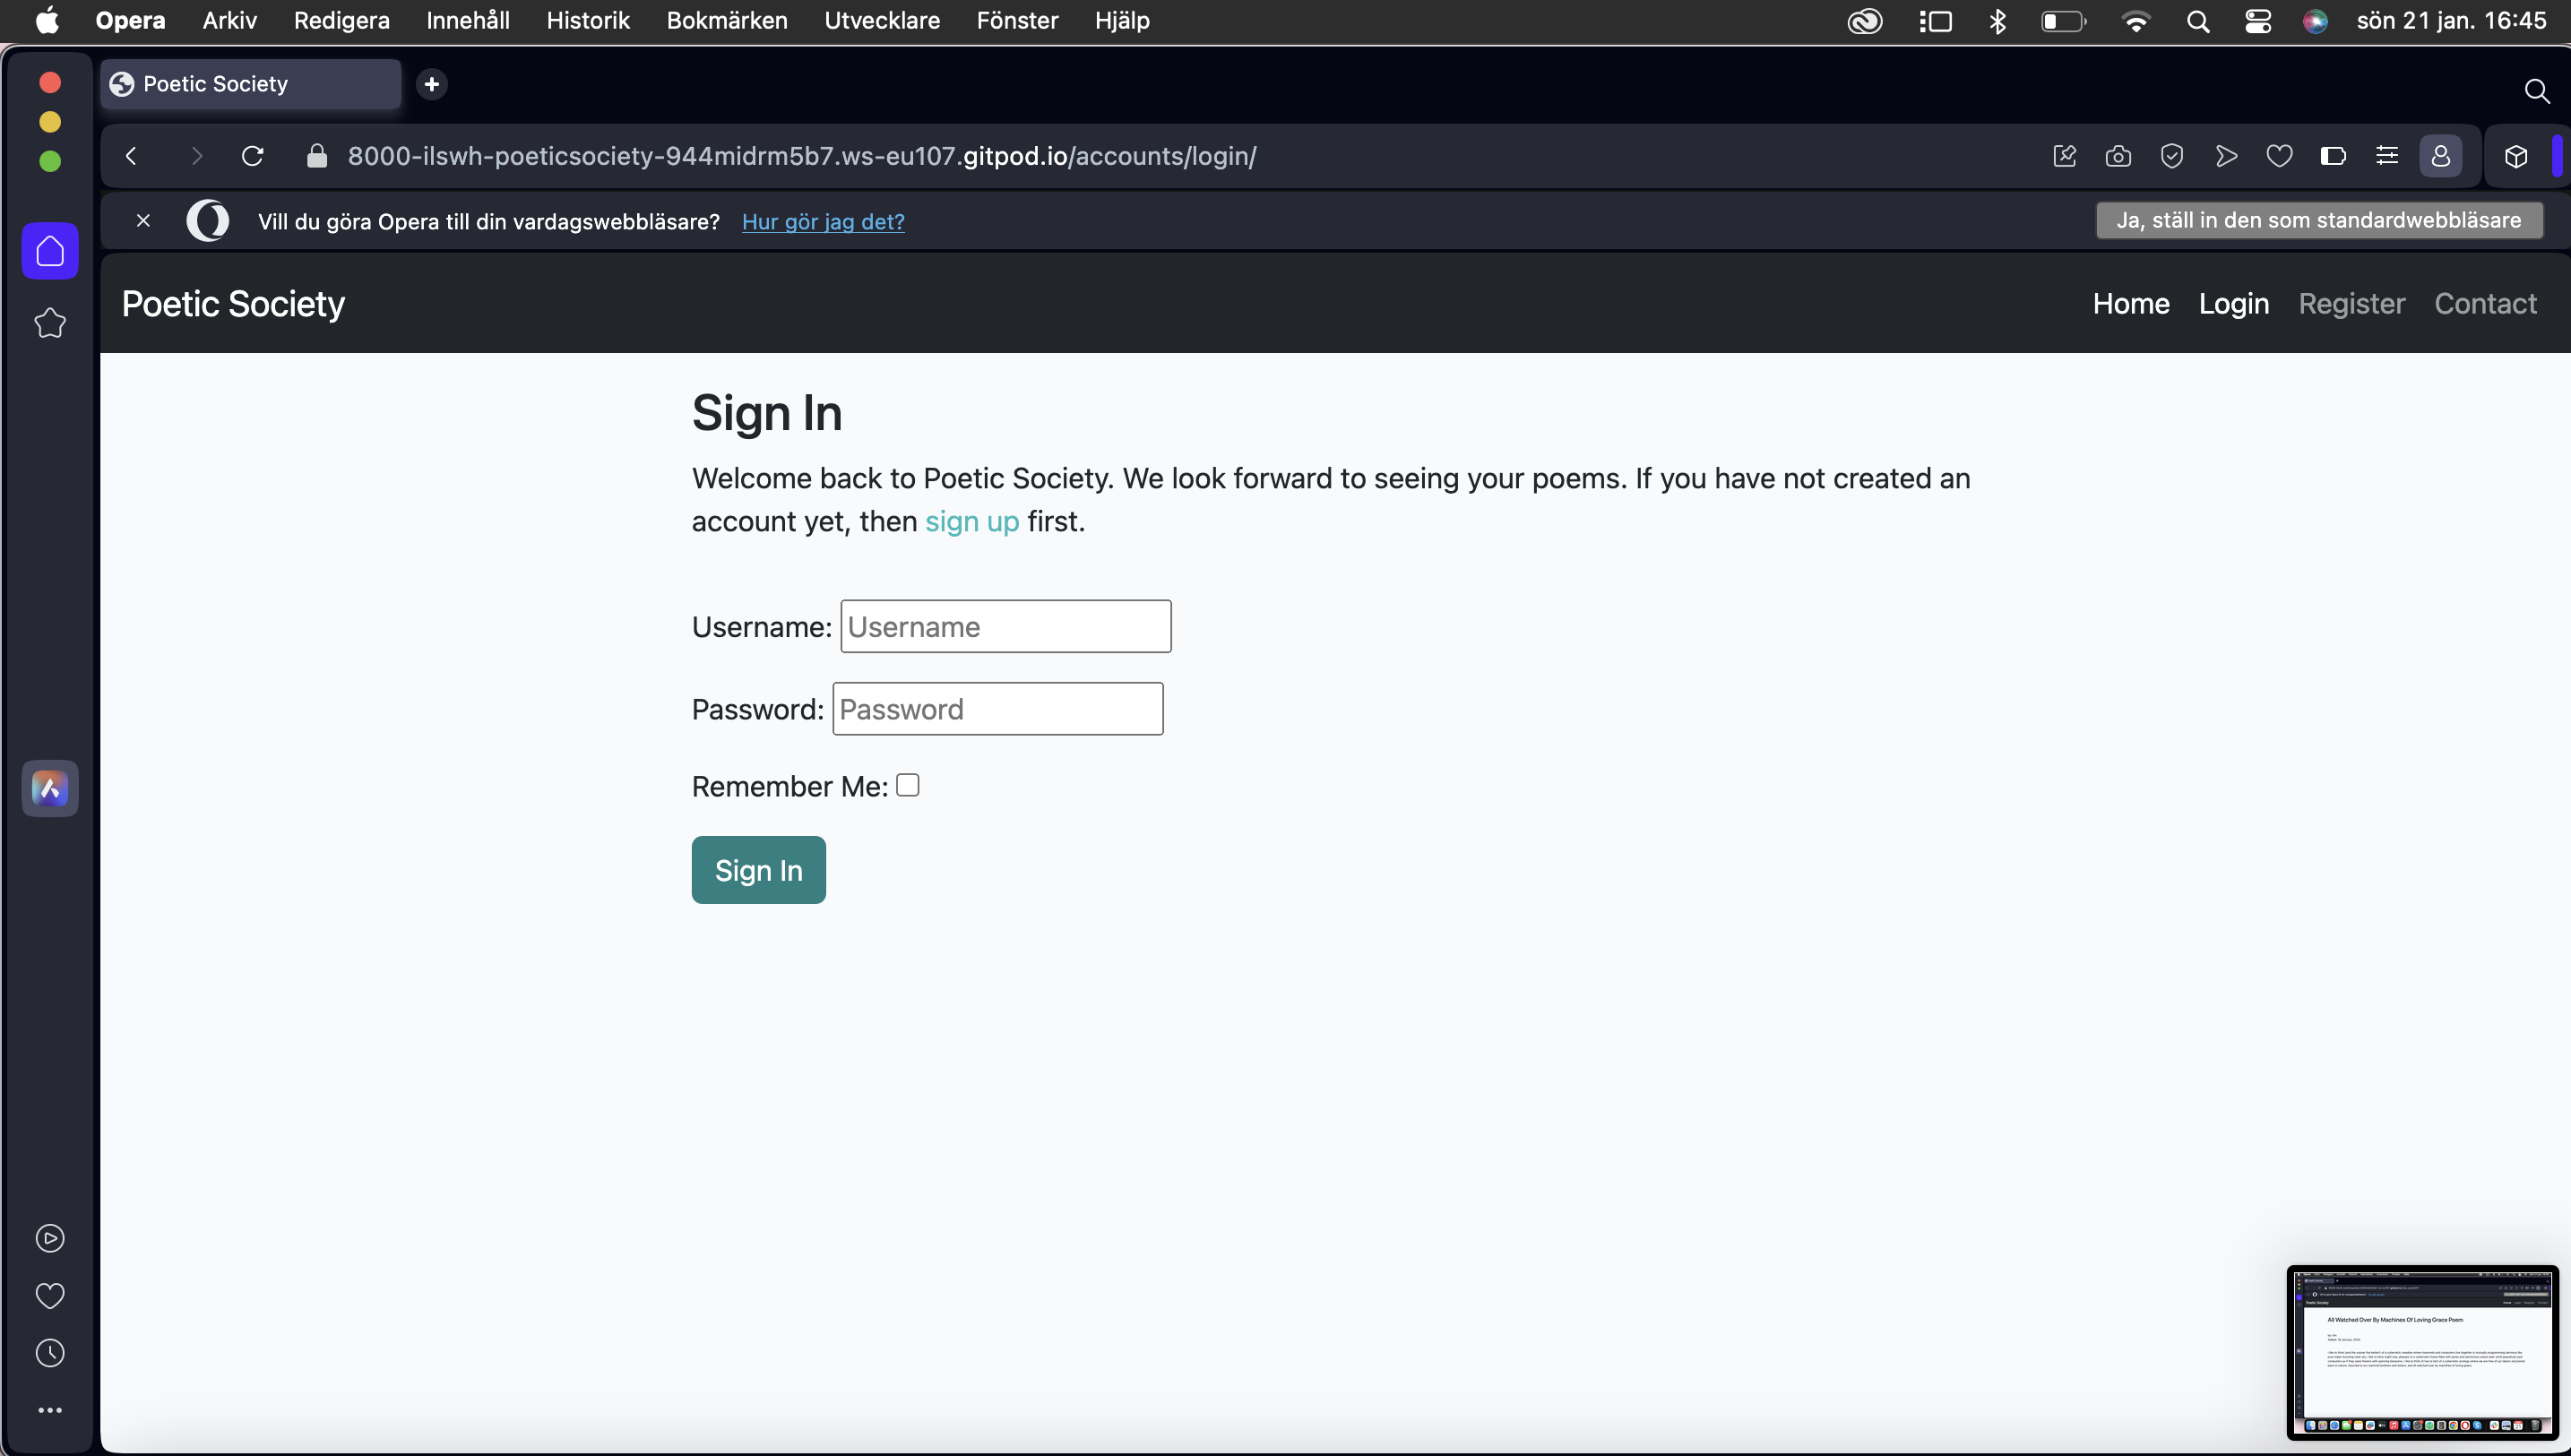 Opera Arkiv Redigera Innehåll Historik Bokmärken Utvecklare Fönster Hjälp sön 21 jan. 16:45
Poetic Society
8000-ilswh-poeticsociety-944midrm5b7.ws-eu107.gitpod.io/accounts/login/
Vill du göra Opera till din vardagswebbläsare? Hur gör jag det? Ja, ställ in den som standardwebbläsare
Poetic Society Home Login Register Contact
Sign In
Welcome back to Poetic Society. We look forward to seeing your poems. If you have not created an
account yet, then sign up first.
Username: Username
Password: Password
Remember Me:
Sign In
All Watched Over By Machines Of Loving Grace Poem